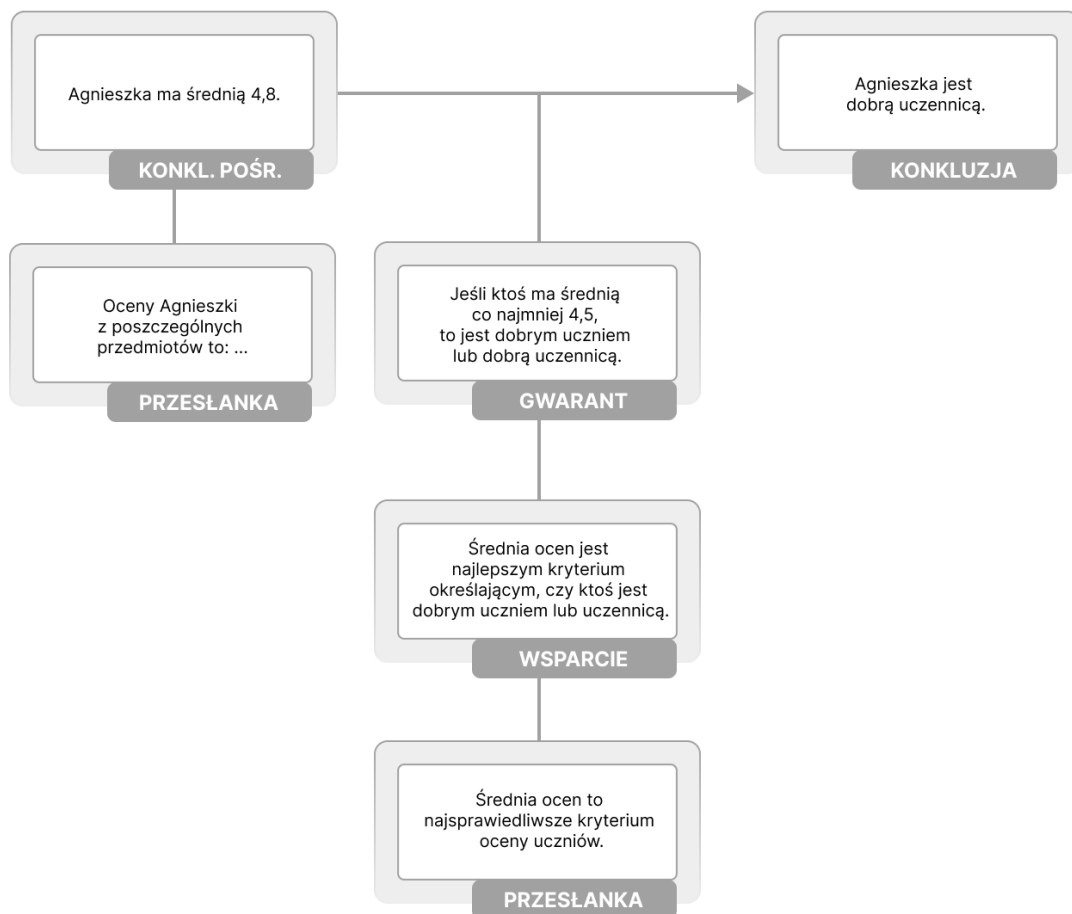 Agnieszka ma średnią 4,8.
KONKL. POŚR.
Agnieszka jest
dobrą uczennicą.
KONKLUZJA
Oceny Agnieszki
z poszczególnych
przedmiotów to: ...
PRZESŁANKA
Jeśli ktoś ma średnią
co najmniej 4,5,
to jest dobrym uczniem
lub dobrą uczennicą.
GWARANT
Średnia ocen jest
najlepszym kryterium
określającym, czy ktoś jest
dobrym uczniem lub uczennicą.
WSPARCIE
Średnia ocen to
najsprawiedliwsze kryterium
oceny uczniów.
PRZESŁANKA